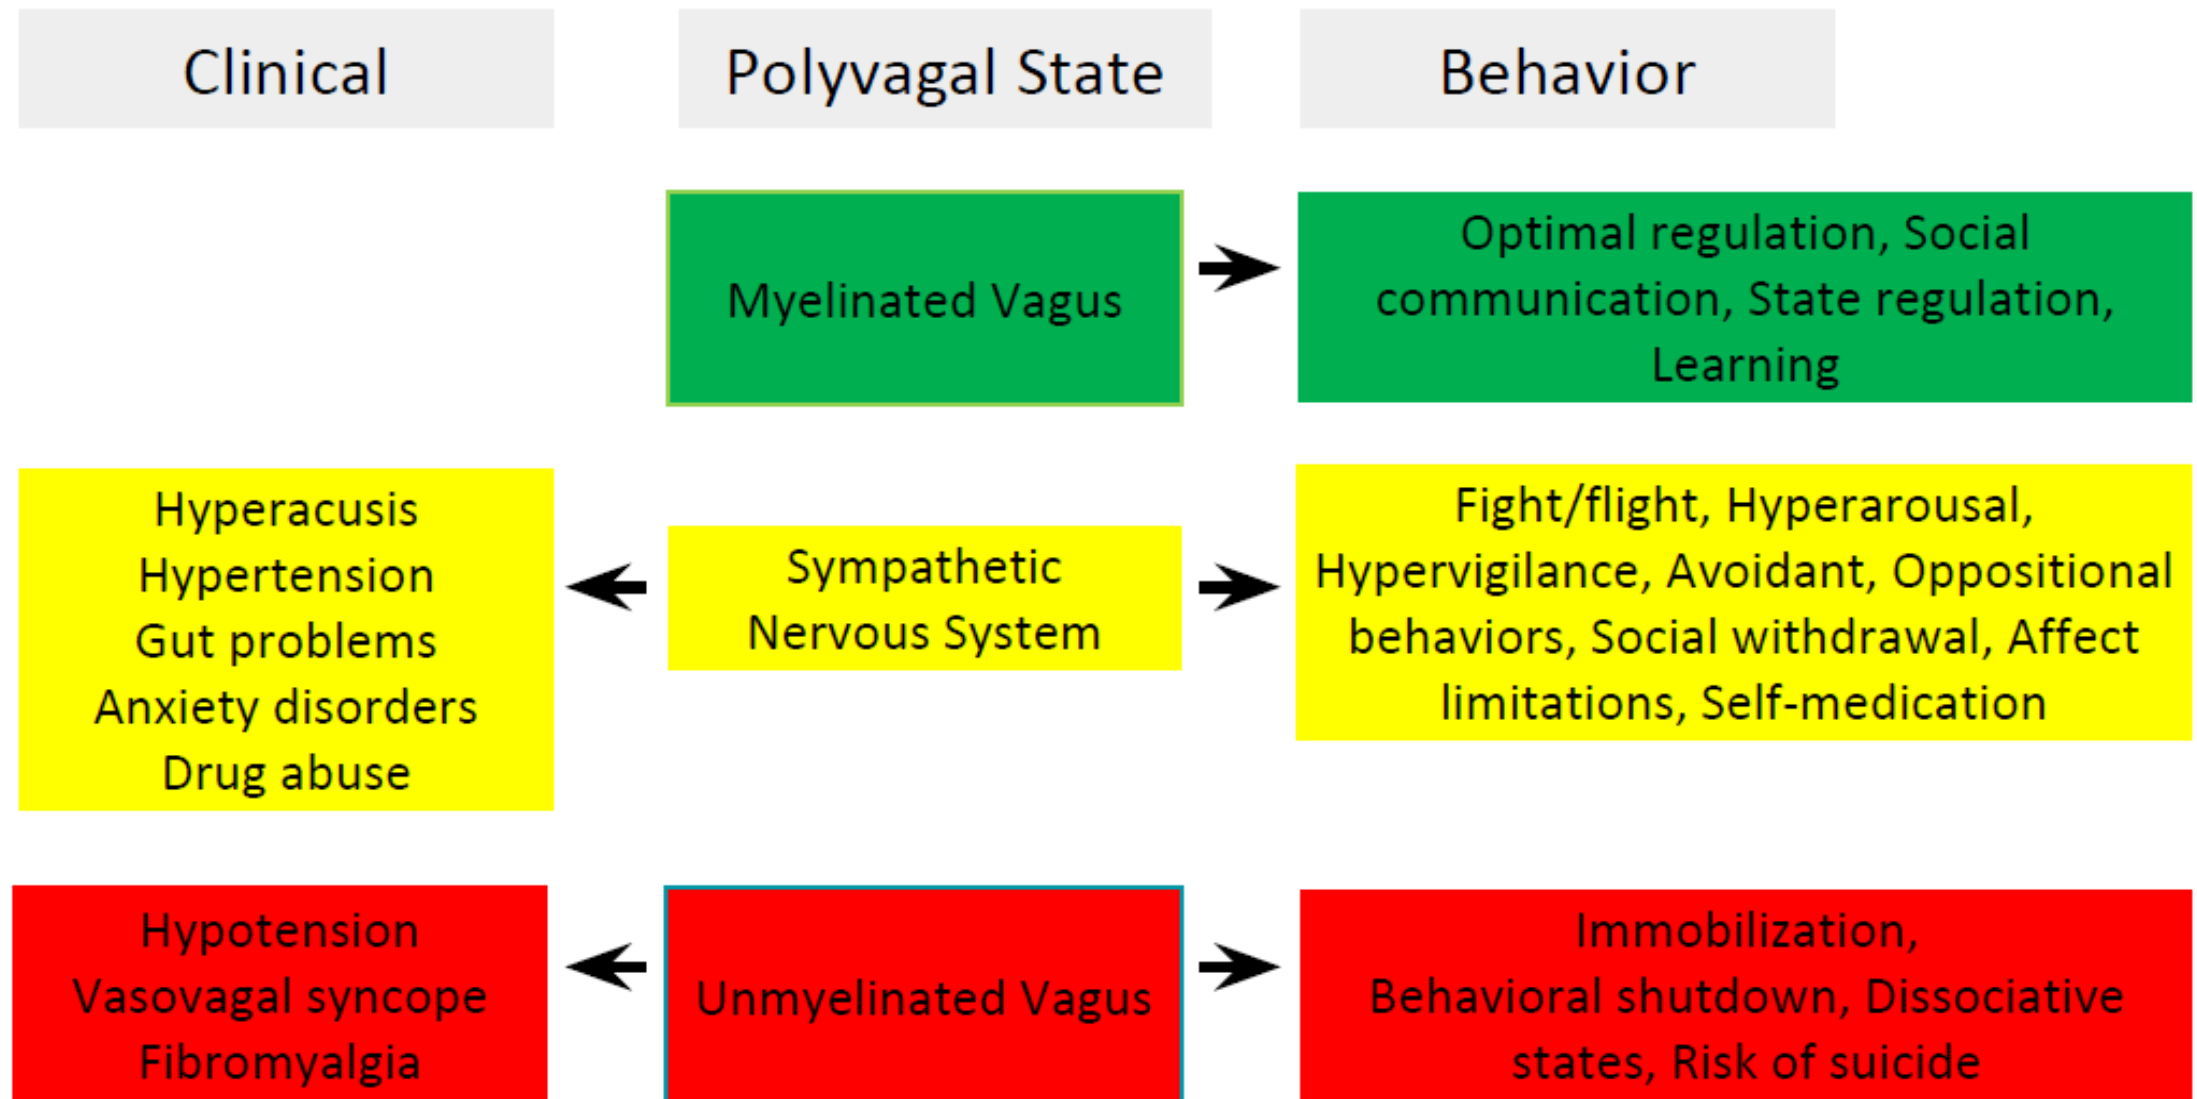 Clinical
Polyvagal State
Behavior
Myelinated Vagus
Optimal regulation, Social
communication, State regulation,
Learning
Hyperacusis
Hypertension
Gut problems
Anxiety disorders
Drug abuse
Sympathetic
Nervous System
Fight/flight, Hyperarousal,
Hypervigilance, Avoidant, Oppositional
behaviors, Social withdrawal, Affect
limitations, Self-medication
Hypotension
Vasovagal syncope
Fibromyalgia
Unmyelinated Vagus
Immobilization,
Behavioral shutdown, Dissociative
states, Risk of suicide